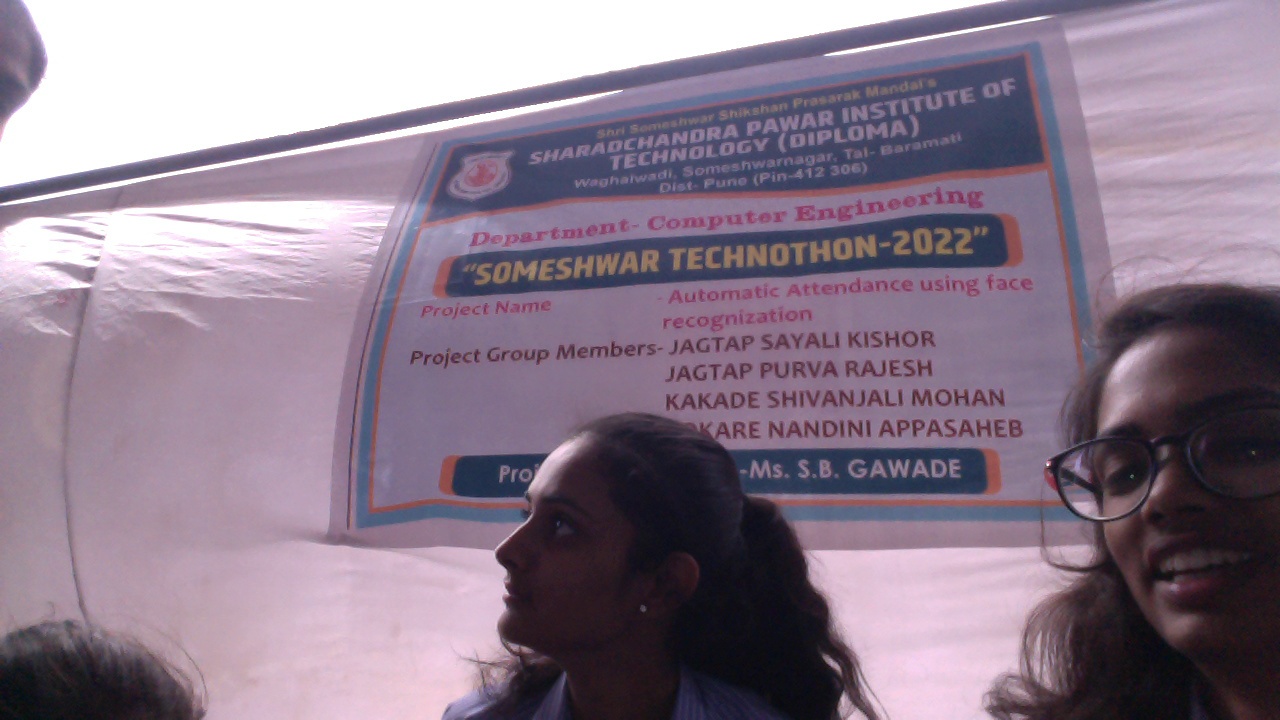 Shri Someshwar Shikshan Prasarak Mandal's
SHARADCHANDRA PAWAR INSTITUTE OF
TECHNOLOGY (DIPLOMA)
Waghalwadi, Someshwarnagar, Tal- Baramati
Dist- Pune (Pin-412 306)
Department- Computer Engineering
"SOMESHWAR TECHNOTHON-2022"
Project Name - Automatic Attendance using face
recognization
Project Group Members- JAGTAP SAYALI KISHOR
JAGTAP PURVA RAJESH
KAKADE SHIVANJALI MOHAN
NANDINI APPASAHEB
-Ms. S.B. GAWADE